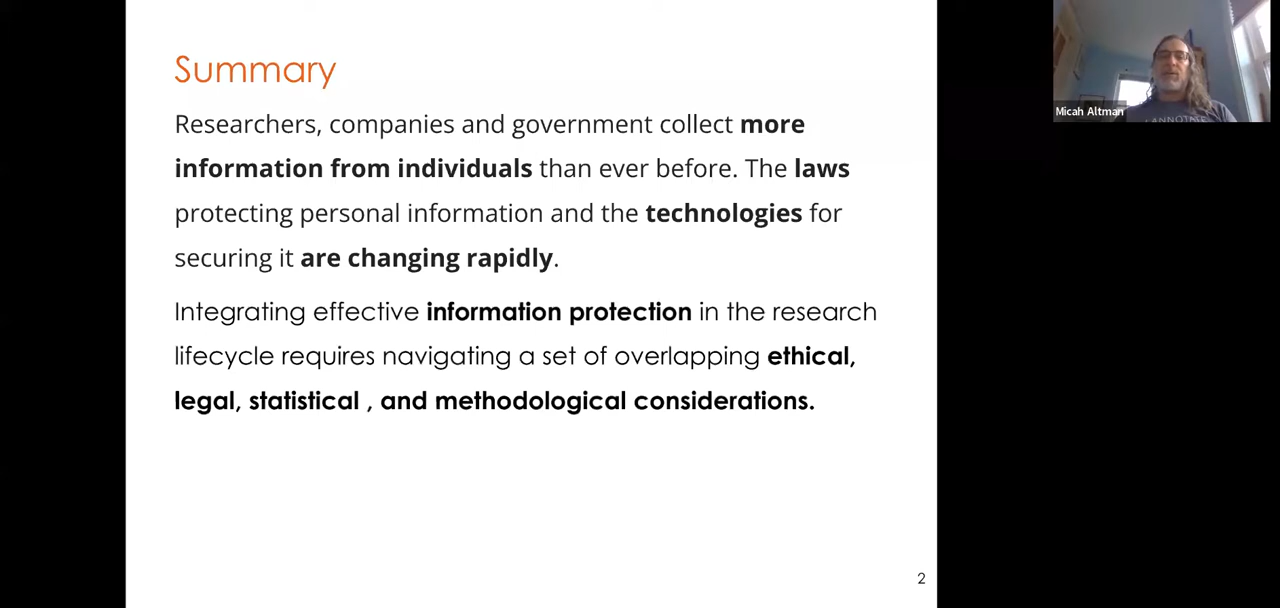 Summary
Researchers, companies and government collect more
information from individuals than ever before. The laws
protecting personal information and the technologies for
securing it are changing rapidly.
Integrating effective information protection in the research
lifecycle requires navigating a set of overlapping ethical,
legal, statistical , and methodological considerations.
2
Micah Altman